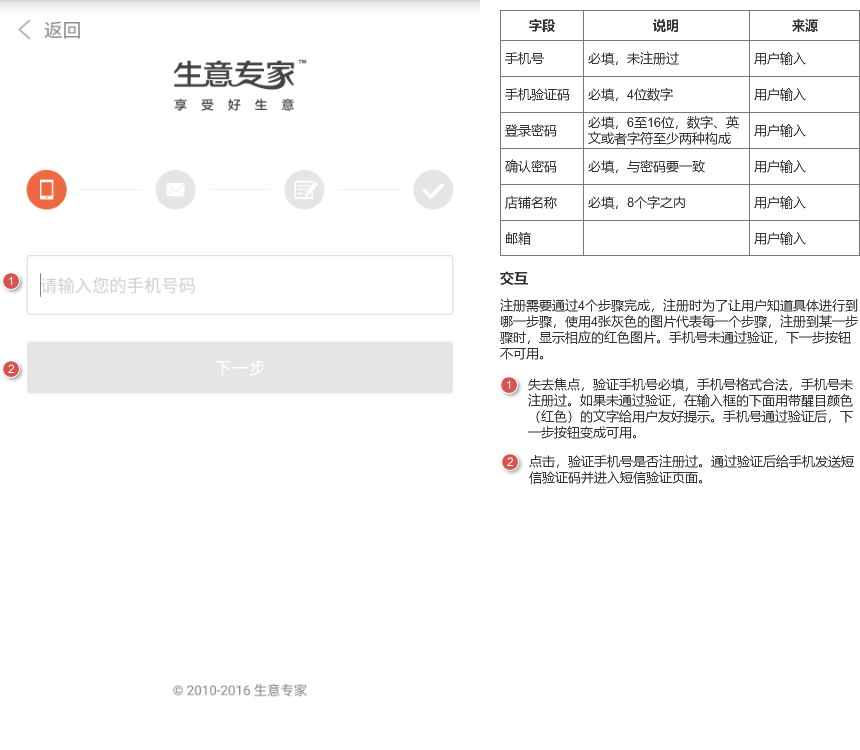 返回
生意专家™
享受好生意
1
请输入您的手机号码
2
下一步
© 2010-2016 生意专家
字段 说明 来源
手机号 必填，未注册过 用户输入
手机验证码 必填，4位数字 用户输入
登录密码 必填，6至16位，数字、英 用户输入
文或者字符至少两种构成
确认密码 必填，与密码要一致 用户输入
店铺名称 必填，8个字之内 用户输入
邮箱 用户输入
交互
注册需要通过4个步骤完成，注册时为了让用户知道具体进行到
哪一步骤，使用4张灰色的图片代表每一个步骤，注册到某一步
骤时，显示相应的红色图片。手机号未通过验证，下一步按钮
不可用。
1 失去焦点，验证手机号必填，手机号格式合法，手机号未
注册过。如果未通过验证，在输入框的下面用带醒目颜色
（红色）的文字给用户友好提示。手机号通过验证后，下
一步按钮变成可用。
2 点击，验证手机号是否注册过。通过验证后给手机发送短
信验证码并进入短信验证页面。